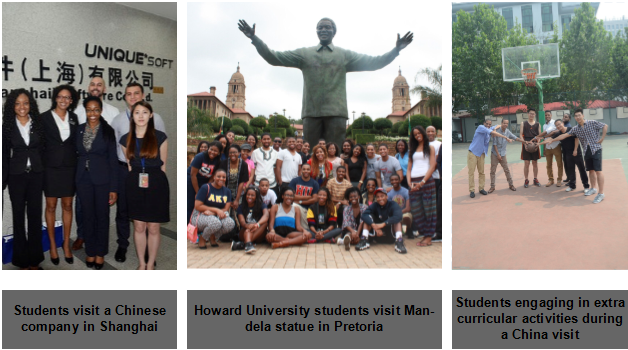 UNIQUE*SOFT
件(上海)有限公司
Students visit a Chinese
company in Shanghai
Howard University students visit Man-
dela statue in Pretoria
Students engaging in extra
curricular activities during
a China visit